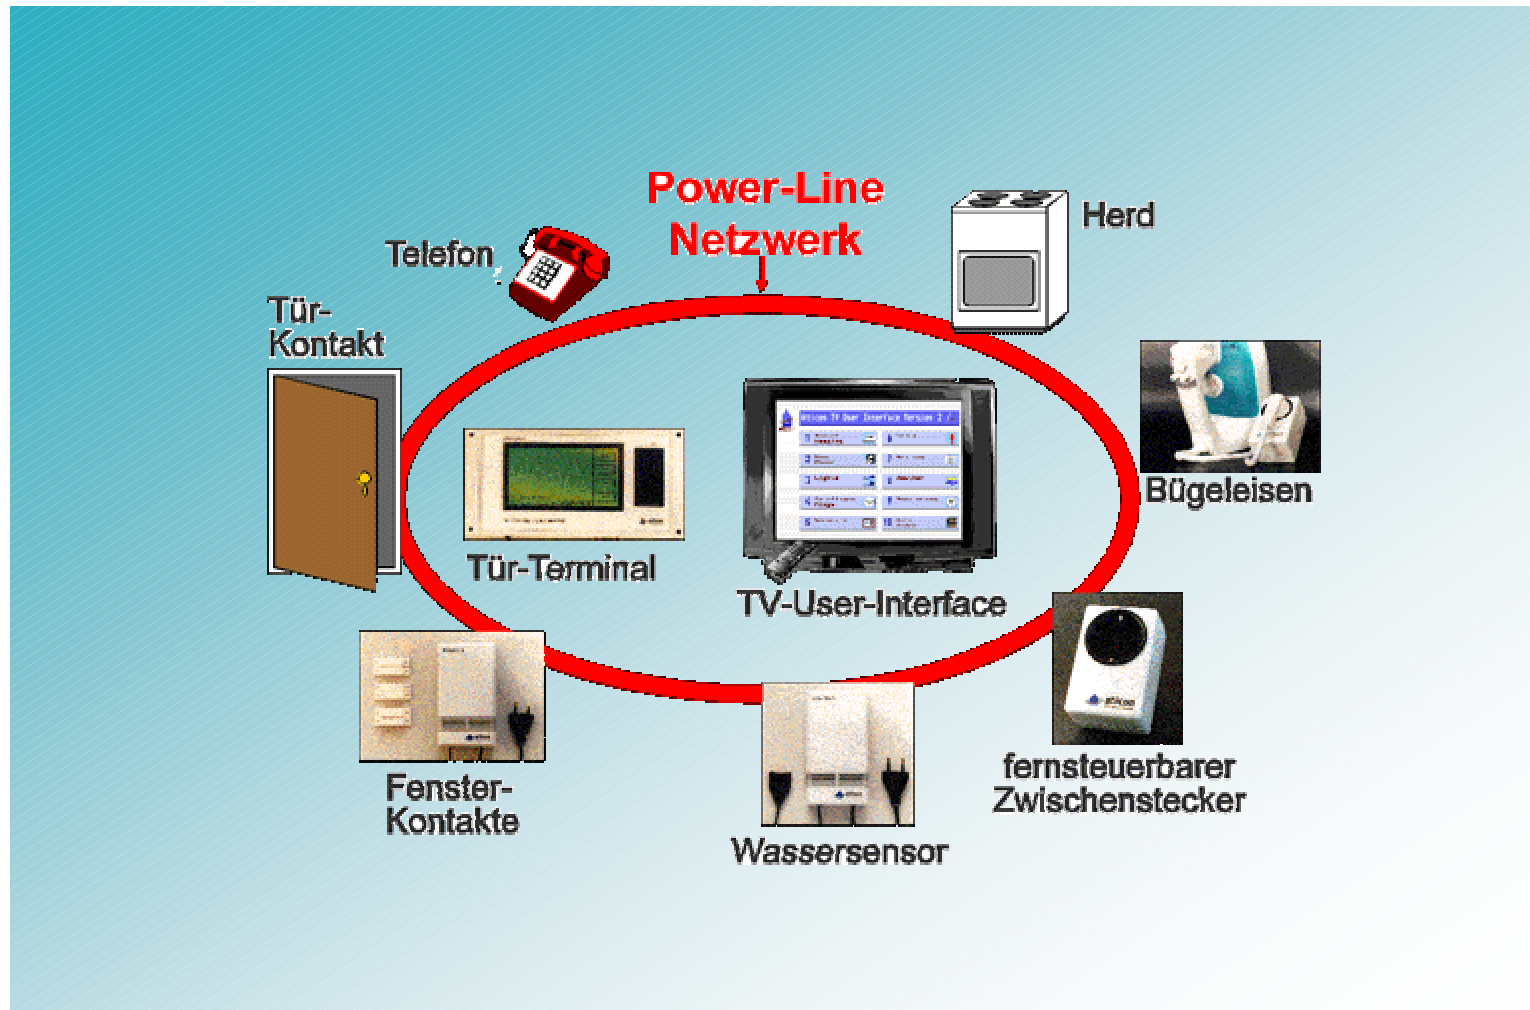 Power-Line
Netzwerk
Herd
Telefon
Tür-
Kontakt
Bügeleisen
Tür-Terminal
TV-User-Interface
fernsteuerbarer
Zwischenstecker
Fenster-
Kontakte
Wassersensor